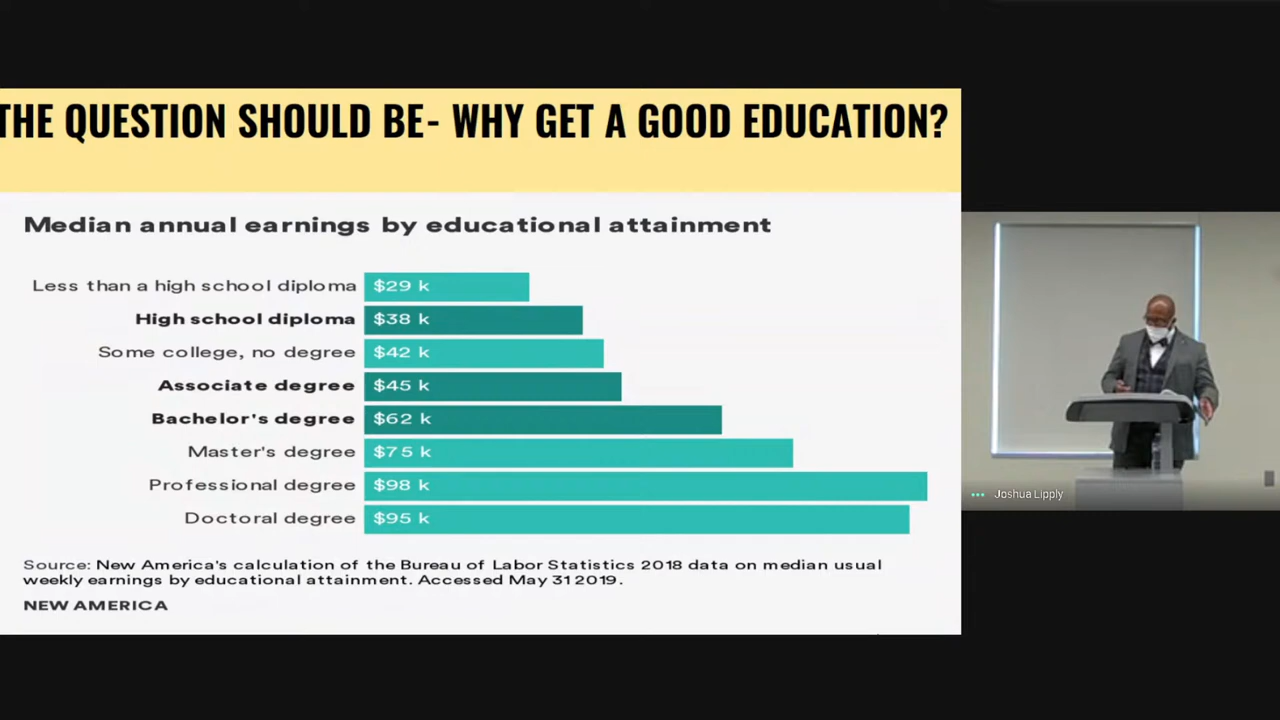 THE QUESTION SHOULD BE- WHY GET A GOOD EDUCATION?
Median annual earnings by educational attainment
Less than a high school diploma $29 k
High school diploma $38 k
Some college, no degree $42 k
Associate degree $45 k
Bachelor's degree $62 k
Master's degree $75 k
Professional degree $98 k
Doctoral degree $95 k
Source: New America's calculation of the Bureau of Labor Statistics 2018 data on median usual
weekly earnings by educational attainment. Accessed May 31 2019.
NEW AMERICA
Joshua Lipply